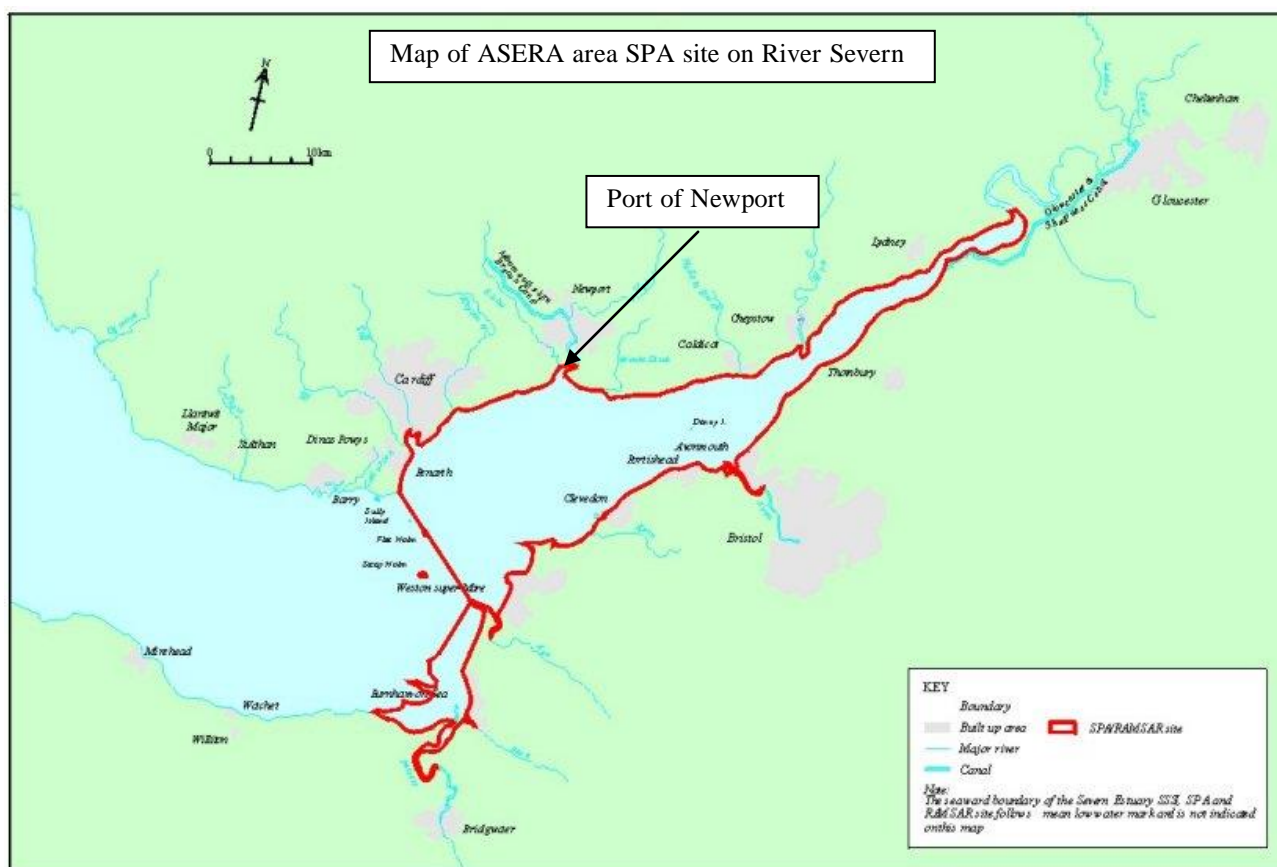 Map of ASERA area SPA site on River Severn
N
0 10km
Cheltenham
Gloucester
Gloucester &
Sharpness Canal
Port of Newport
Lydney
Newport
Chepstow
Caldicot
Thornbury
Cardiff
Llantwit
Major
Dinas Powys
Penarth
Barry
Sully
Island
Flat Holm
Steep Holm
Denny I.
Avonmouth
Portishead
Clevedon
Bristol
Weston super Mare
Minehead
Watchet
Burnham on sea
Bridgwater
KEY
Boundary
Built up area
SPA/RAMSAR site
Major river
Canal
Note:
The seaward boundary of the Severn Estuary SSSI, SPA and
RAMSAR site follows mean low water mark and is not indicated
on this map